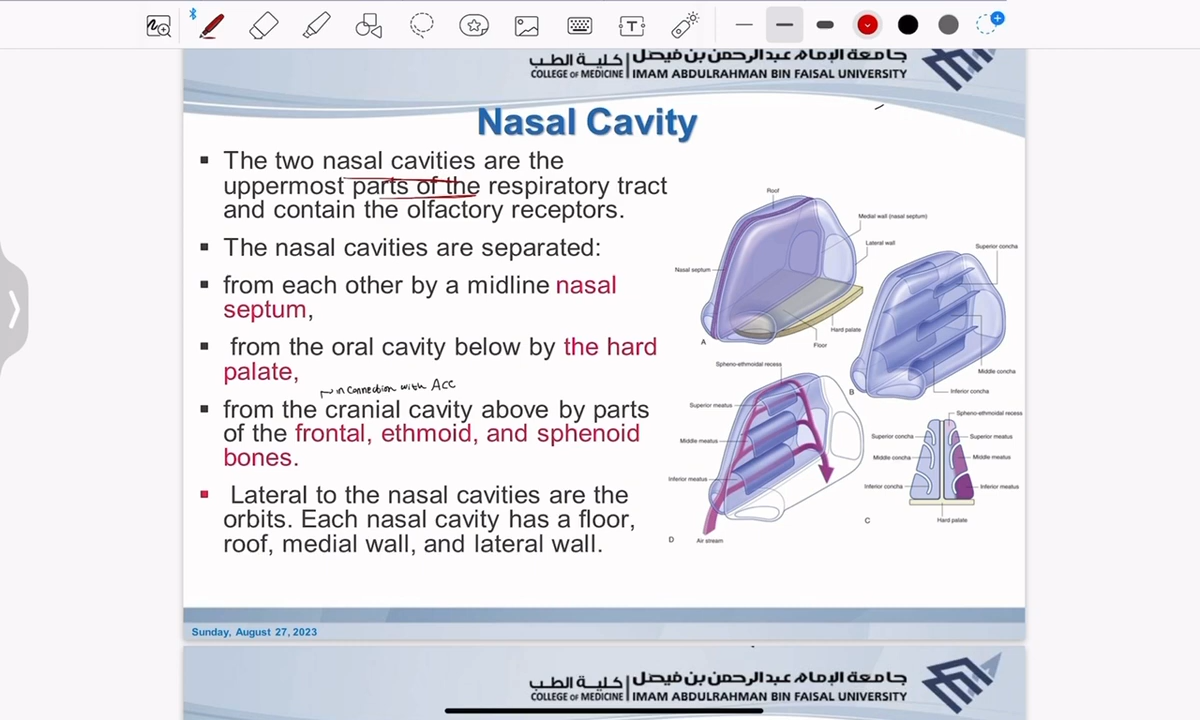 كلية الطب | جامعة الإمام عبدالرحمن بن فيصل
COLLEGE OF MEDICINE | IMAM ABDULRAHMAN BIN FAISAL UNIVERSITY
Nasal Cavity
▪ The two nasal cavities are the
uppermost parts of the respiratory tract
and contain the olfactory receptors.
▪ The nasal cavities are separated:
▪ from each other by a midline nasal
septum,
▪ from the oral cavity below by the hard
palate,
in connection with ACC
▪ from the cranial cavity above by parts
of the frontal, ethmoid, and sphenoid
bones.
▪ Lateral to the nasal cavities are the
orbits. Each nasal cavity has a floor,
roof, medial wall, and lateral wall.
Roof
Medial wall (nasal septum)
Lateral wall
Nasal septum
Hard palate
Floor
A
Superior concha
Middle concha
Inferior concha
B
Spheno-ethmoidal recess
Superior meatus
Middle meatus
Inferior meatus
D
Air stream
Spheno-ethmoidal recess
Superior concha
Superior meatus
Middle concha
Middle meatus
Inferior concha
Inferior meatus
C
Hard palate
Sunday, August 27, 2023
كلية الطب | جامعة الإمام عبدالرحمن بن فيصل
COLLEGE OF MEDICINE | IMAM ABDULRAHMAN BIN FAISAL UNIVERSITY